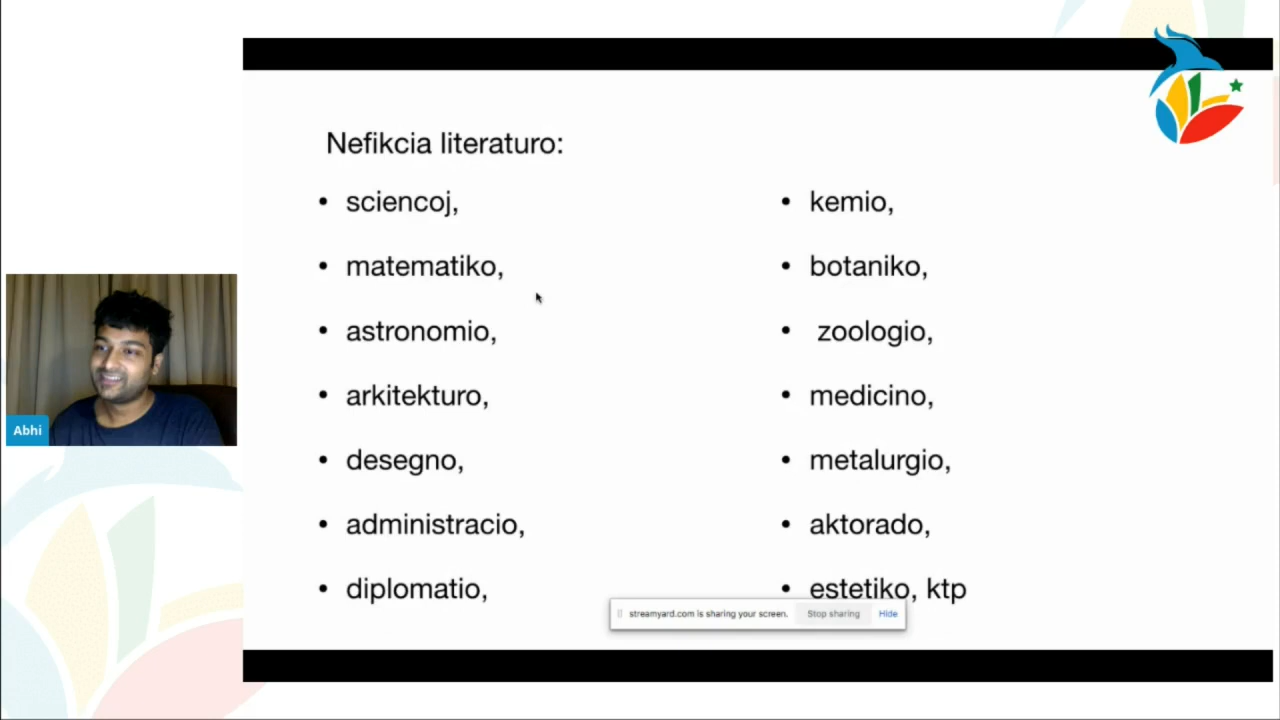 Nefikcia literaturo:
• sciencoj,
• matematiko,
• astronomio,
• arkitekturo,
• desegno,
• administracio,
• diplomatio,
• kemio,
• botaniko,
• zoologio,
• medicino,
• metalurgio,
• aktorado,
• estetiko, ktp
Abhi
streamyard.com is sharing your screen. Stop sharing Hide